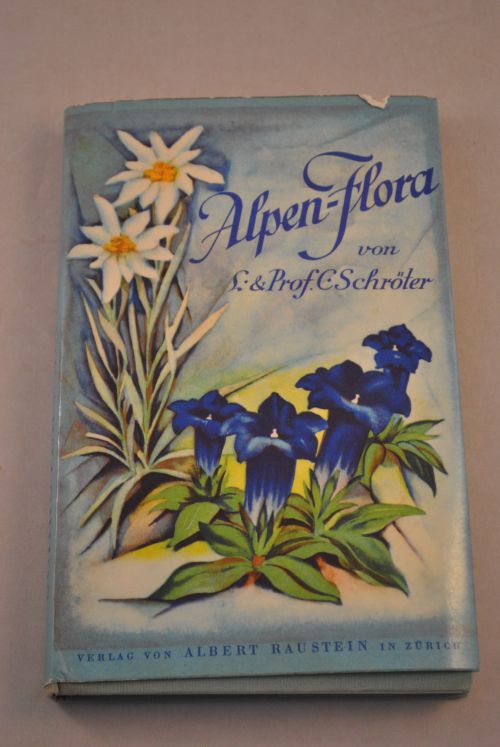 Alpen-Flora
von
L. & Prof. C. Schröter
VERLAG VON ALBERT RAUSTEIN IN ZÜRICH